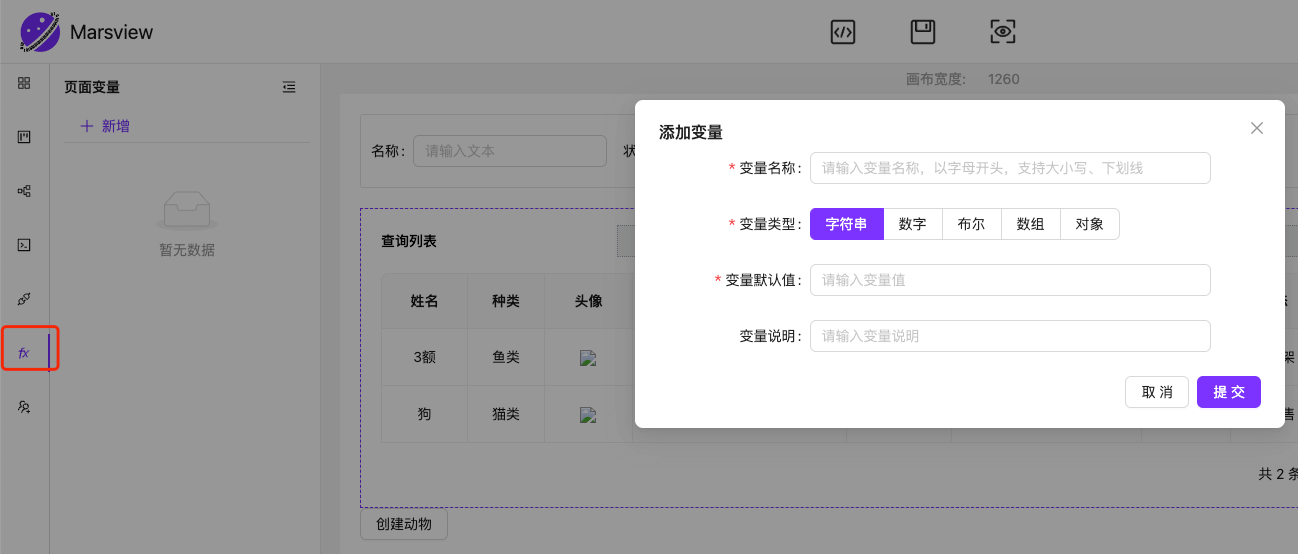 Marsview
画布宽度: 1260
页面变量
新增
暂无数据
fx
名称: 请输入文本 状
查询列表
姓名 种类 头像
3额 鱼类 架
狗 猫类 售
共 2 条
创建动物
添加变量
* 变量名称: 请输入变量名称，以字母开头，支持大小写、下划线
* 变量类型: 字符串 数字 布尔 数组 对象
* 变量默认值: 请输入变量值
变量说明: 请输入变量说明
取 消 提 交